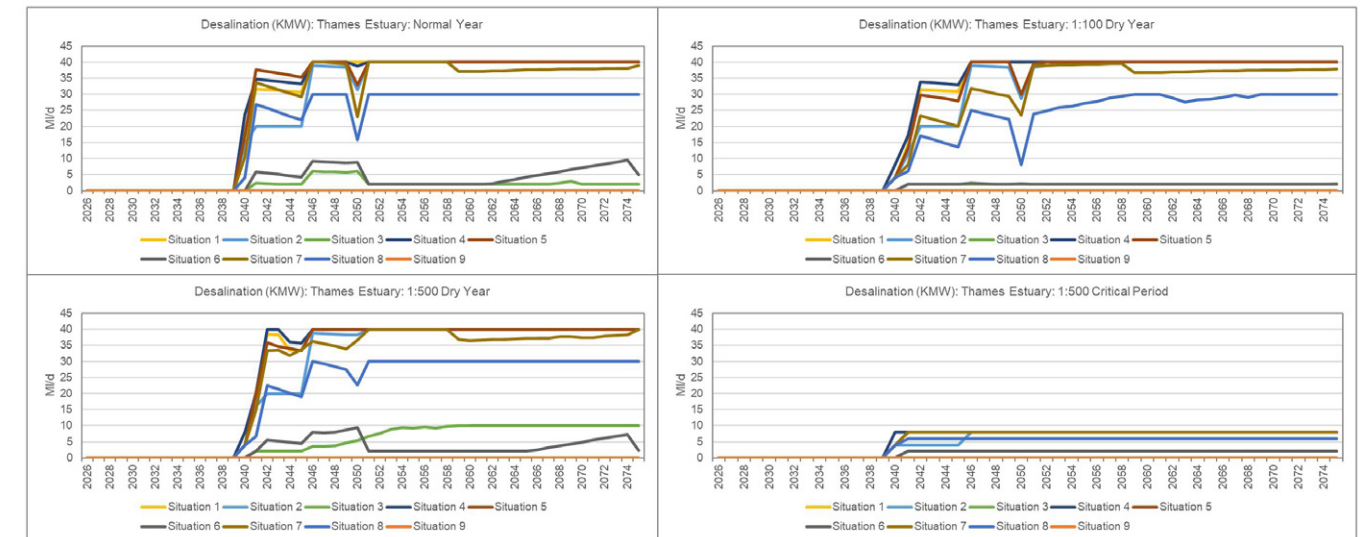 Desalination (KMW): Thames Estuary: Normal Year
Ml/d
45
40
35
30
25
20
15
10
5
0
2026 2028 2030 2032 2034 2036 2038 2040 2042 2044 2046 2048 2050 2052 2054 2056 2058 2060 2062 2064 2066 2068 2070 2072 2074
Situation 1 Situation 2 Situation 3 Situation 4 Situation 5
Situation 6 Situation 7 Situation 8 Situation 9
Desalination (KMW): Thames Estuary: 1:100 Dry Year
Ml/d
45
40
35
30
25
20
15
10
5
0
2026 2028 2030 2032 2034 2036 2038 2040 2042 2044 2046 2048 2050 2052 2054 2056 2058 2060 2062 2064 2066 2068 2070 2072 2074
Situation 1 Situation 2 Situation 3 Situation 4 Situation 5
Situation 6 Situation 7 Situation 8 Situation 9
Desalination (KMW): Thames Estuary: 1:500 Dry Year
Ml/d
45
40
35
30
25
20
15
10
5
0
2026 2028 2030 2032 2034 2036 2038 2040 2042 2044 2046 2048 2050 2052 2054 2056 2058 2060 2062 2064 2066 2068 2070 2072 2074
Situation 1 Situation 2 Situation 3 Situation 4 Situation 5
Situation 6 Situation 7 Situation 8 Situation 9
Desalination (KMW): Thames Estuary: 1:500 Critical Period
Ml/d
45
40
35
30
25
20
15
10
5
0
2026 2028 2030 2032 2034 2036 2038 2040 2042 2044 2046 2048 2050 2052 2054 2056 2058 2060 2062 2064 2066 2068 2070 2072 2074
Situation 1 Situation 2 Situation 3 Situation 4 Situation 5
Situation 6 Situation 7 Situation 8 Situation 9